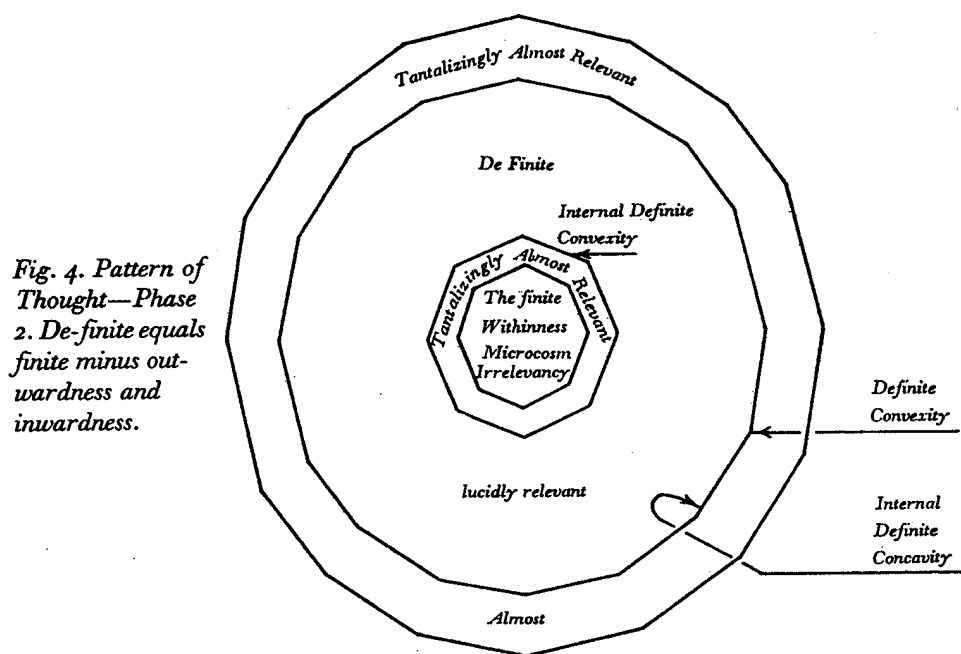 Tantalizingly Almost Relevant
De Finite
Internal Definite
Convexity
Tantalizingly Almost Relevant
The finite
Withinness
Microcosm
Irrelevancy
Fig. 4. Pattern of
Thought—Phase
2. De-finite equals
finite minus out-
wardness and
inwardness.
Definite
Convexity
lucidly relevant
Internal
Definite
Concavity
Almost